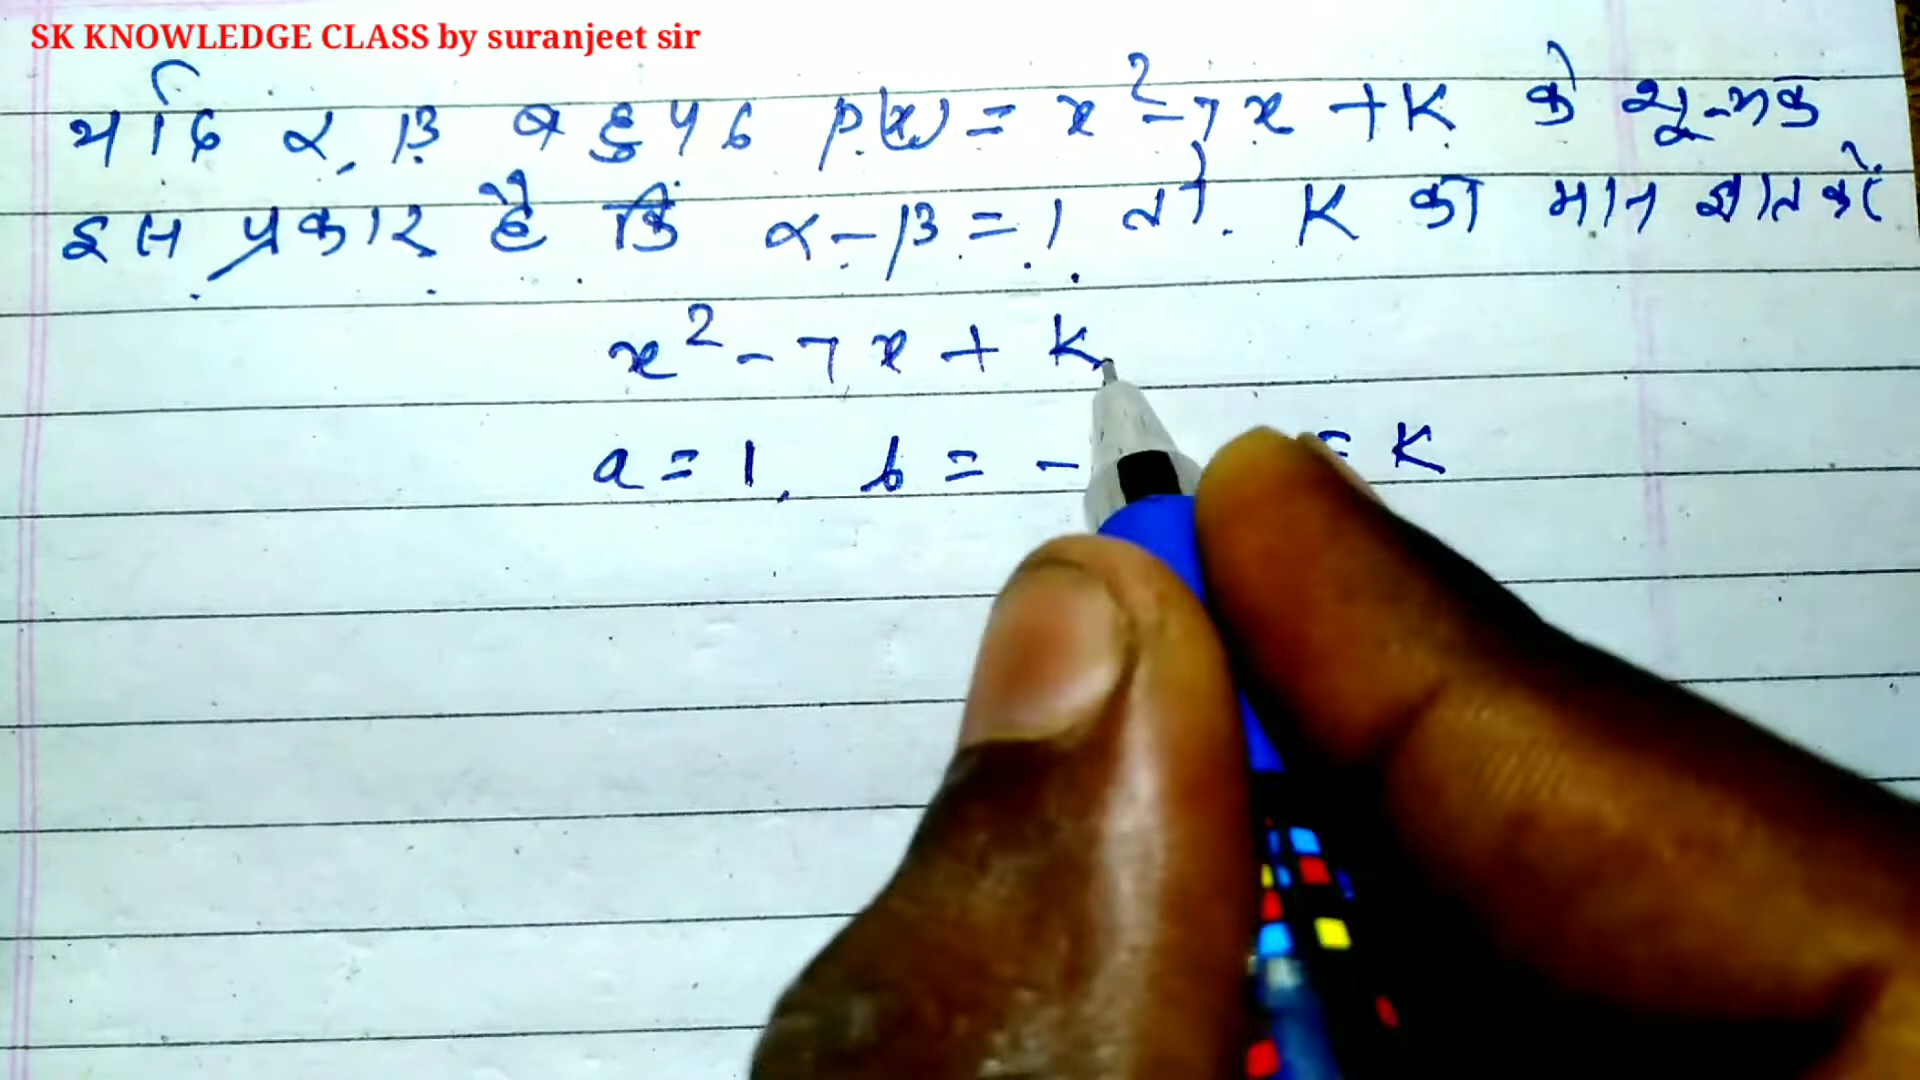 SK KNOWLEDGE CLASS by suranjeet sir
यदि α, β बहुपद p(x) = x² - 7x + K के शून्यक
इस प्रकार है कि α - β = 1 तो K का मान ज्ञात करें
x² - 7x + k
a = 1, b = - = K